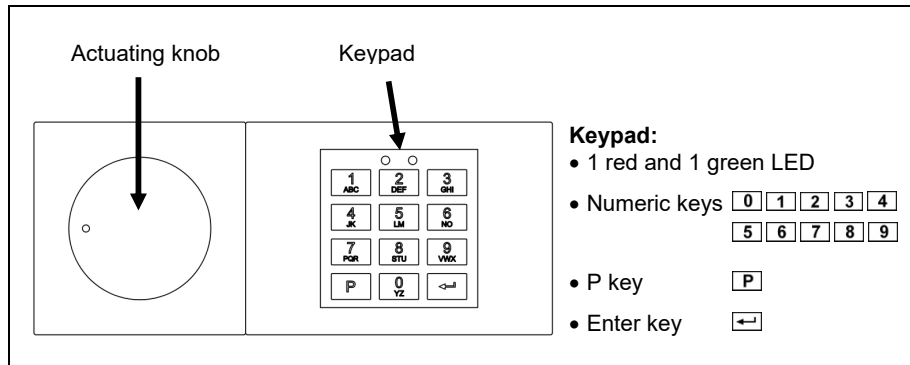 Actuating knob
Keypad
1 2 3
ABC DEF GHI
4 5 6
JK LM NO
7 8 9
PQR STU VWX
P 0
YZ
Keypad:
• 1 red and 1 green LED
• Numeric keys 0 1 2 3 4
5 6 7 8 9
• P key P
• Enter key